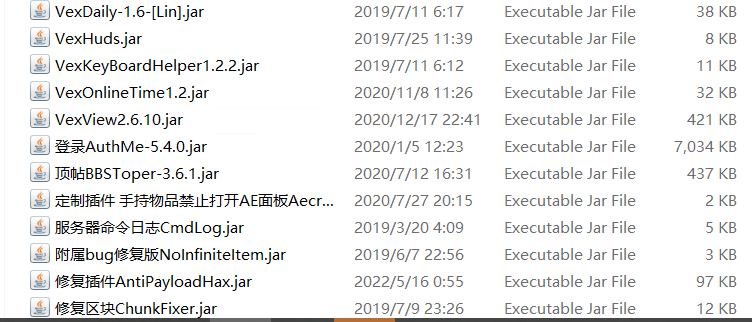 VexDaily-1.6-[Lin].jar 2019/7/11 6:17 Executable Jar File 38 KB
VexHuds.jar 2019/7/25 11:39 Executable Jar File 8 KB
VexKeyBoardHelper1.2.2.jar 2019/7/11 6:12 Executable Jar File 11 KB
VexOnlineTime1.2.jar 2020/11/8 11:26 Executable Jar File 32 KB
VexView2.6.10.jar 2020/12/17 22:41 Executable Jar File 421 KB
登录AuthMe-5.4.0.jar 2020/1/5 12:23 Executable Jar File 7,034 KB
顶帖BBSToper-3.6.1.jar 2020/7/12 16:31 Executable Jar File 437 KB
定制插件 手持物品禁止打开AE面板Aecr... 2020/7/27 20:15 Executable Jar File 2 KB
服务器命令日志CmdLog.jar 2019/3/20 4:09 Executable Jar File 5 KB
附属bug修复版NoInfiniteItem.jar 2019/6/7 22:56 Executable Jar File 3 KB
修复插件AntiPayloadHax.jar 2022/5/16 0:55 Executable Jar File 97 KB
修复区块ChunkFixer.jar 2019/7/9 23:26 Executable Jar File 12 KB